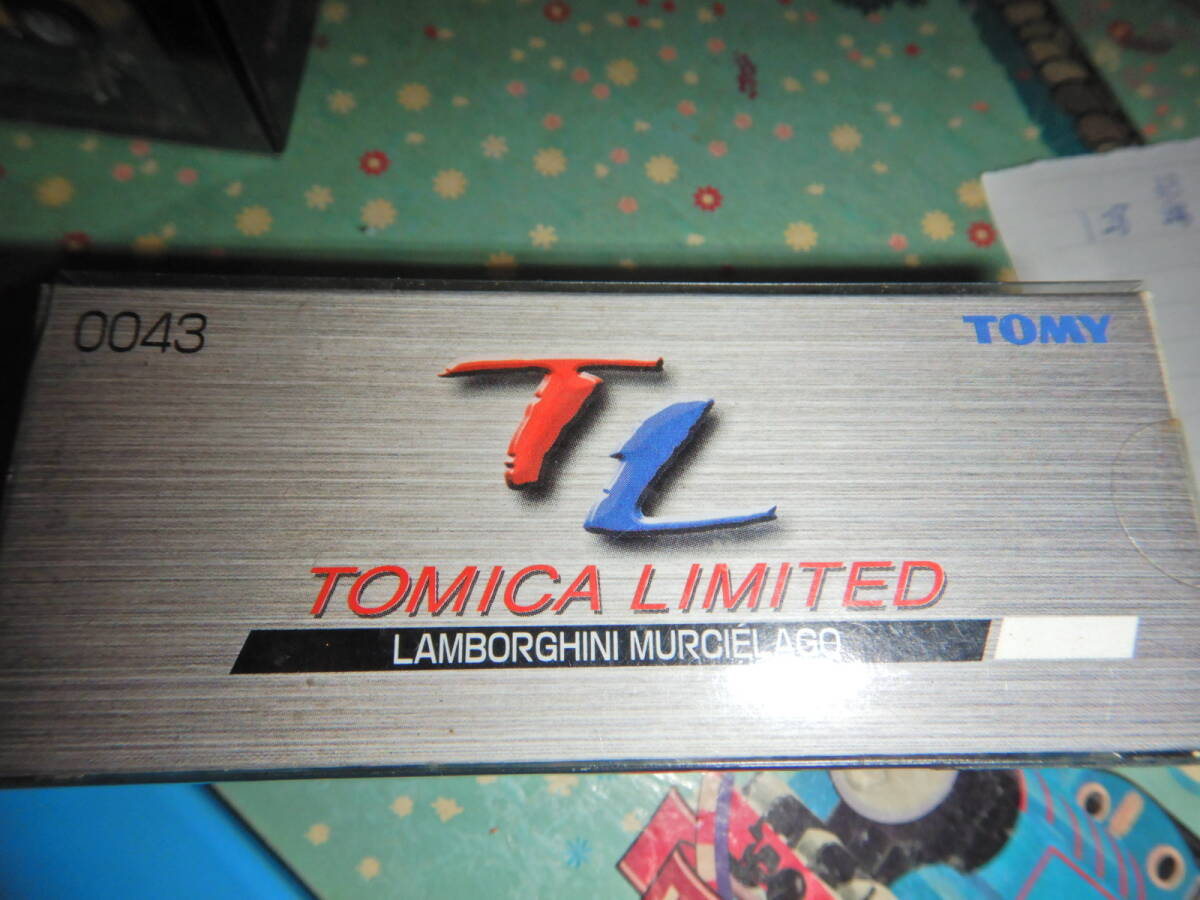 0043
TOMY
TL
TOMICA LIMITED
LAMBORGHINI MURCIÉLAGO